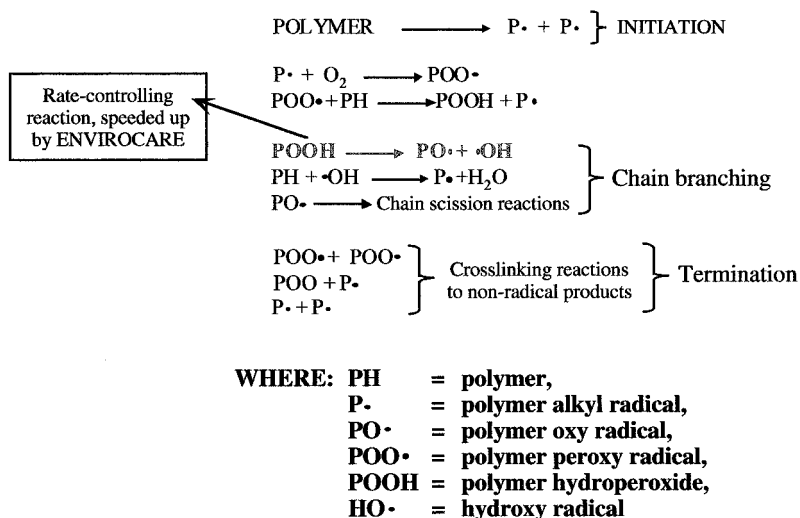 POLYMER ⟶ P• + P• } INITIATION
P• + O₂ ⟶ POO•
POO•+PH ⟶ POOH + P•
Rate-controlling
reaction, speeded up
by ENVIROCARE
POOH ⟶ PO•+ •OH
PH + •OH ⟶ P•+H₂O
PO• ⟶ Chain scission reactions
Chain branching
POO•+ POO•
POO + P•
P•+P•
Crosslinking reactions
to non-radical products
Termination
WHERE: PH = polymer,
P• = polymer alkyl radical,
PO• = polymer oxy radical,
POO• = polymer peroxy radical,
POOH = polymer hydroperoxide,
HO• = hydroxy radical